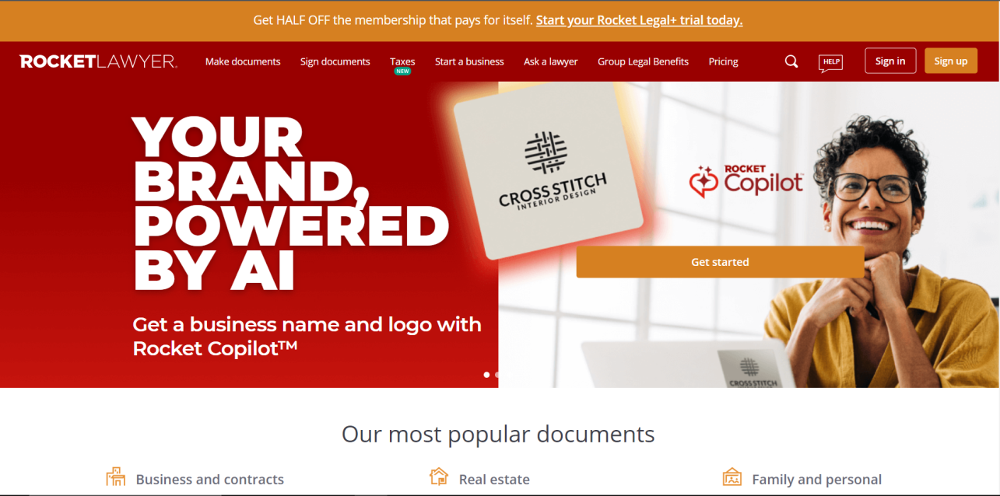 Get HALF OFF the membership that pays for itself. Start your Rocket Legal+ trial today.
ROCKETLAWYER.
Make documents
Sign documents
Taxes
NEW
Start a business
Ask a lawyer
Group Legal Benefits
Pricing
HELP
Sign in
Sign up
YOUR
BRAND,
POWERED
BY AI
Get a business name and logo with
Rocket Copilot™
CROSS STITCH
INTERIOR DESIGN
ROCKET
Copilot™
Get started
CROSS STITCH
Our most popular documents
Business and contracts
Real estate
Family and personal